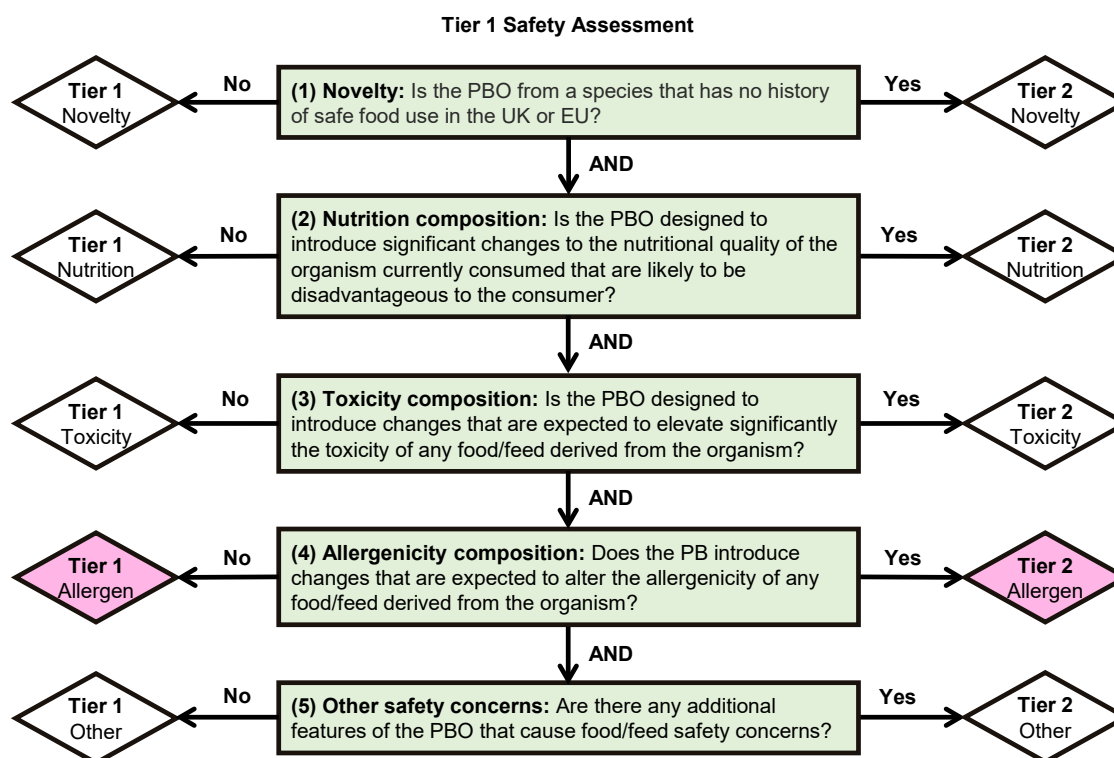 Tier 1 Safety Assessment
Tier 1
Novelty
No
(1) Novelty: Is the PBO from a species that has no history
of safe food use in the UK or EU?
Yes
Tier 2
Novelty
AND
Tier 1
Nutrition
No
(2) Nutrition composition: Is the PBO designed to
introduce significant changes to the nutritional quality of the
organism currently consumed that are likely to be
disadvantageous to the consumer?
Yes
Tier 2
Nutrition
AND
Tier 1
Toxicity
No
(3) Toxicity composition: Is the PBO designed to
introduce changes that are expected to elevate significantly
the toxicity of any food/feed derived from the organism?
Yes
Tier 2
Toxicity
AND
Tier 1
Allergen
No
(4) Allergenicity composition: Does the PB introduce
changes that are expected to alter the allergenicity of any
food/feed derived from the organism?
Yes
Tier 2
Allergen
AND
Tier 1
Other
No
(5) Other safety concerns: Are there any additional
features of the PBO that cause food/feed safety concerns?
Yes
Tier 2
Other